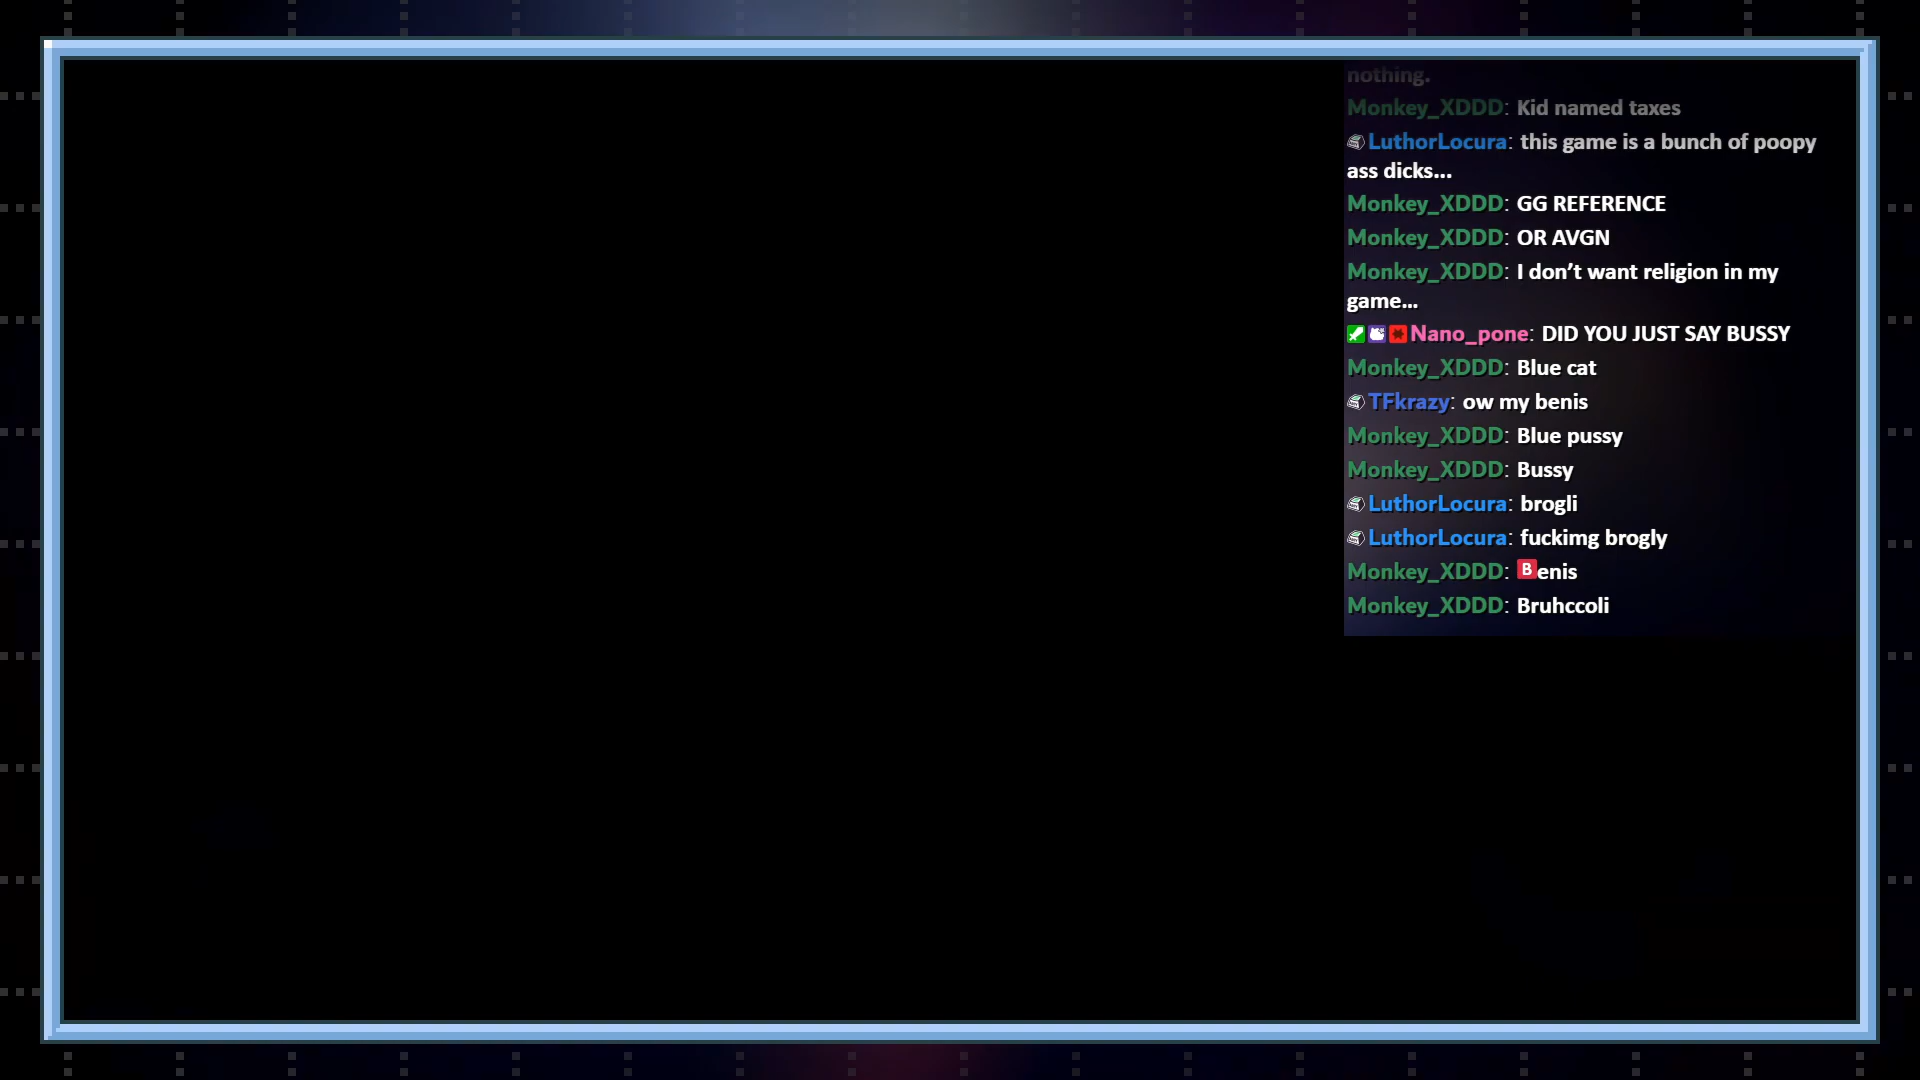 nothing.
Monkey_XDDD: Kid named taxes
LuthorLocura: this game is a bunch of poopy
ass dicks...
Monkey_XDDD: GG REFERENCE
Monkey_XDDD: OR AVGN
Monkey_XDDD: I don’t want religion in my
game...
Nano_pone: DID YOU JUST SAY BUSSY
Monkey_XDDD: Blue cat
TFkrazy: ow my benis
Monkey_XDDD: Blue pussy
Monkey_XDDD: Bussy
LuthorLocura: brogli
LuthorLocura: fuckimg brogly
Monkey_XDDD: 🅱enis
Monkey_XDDD: Bruhccoli